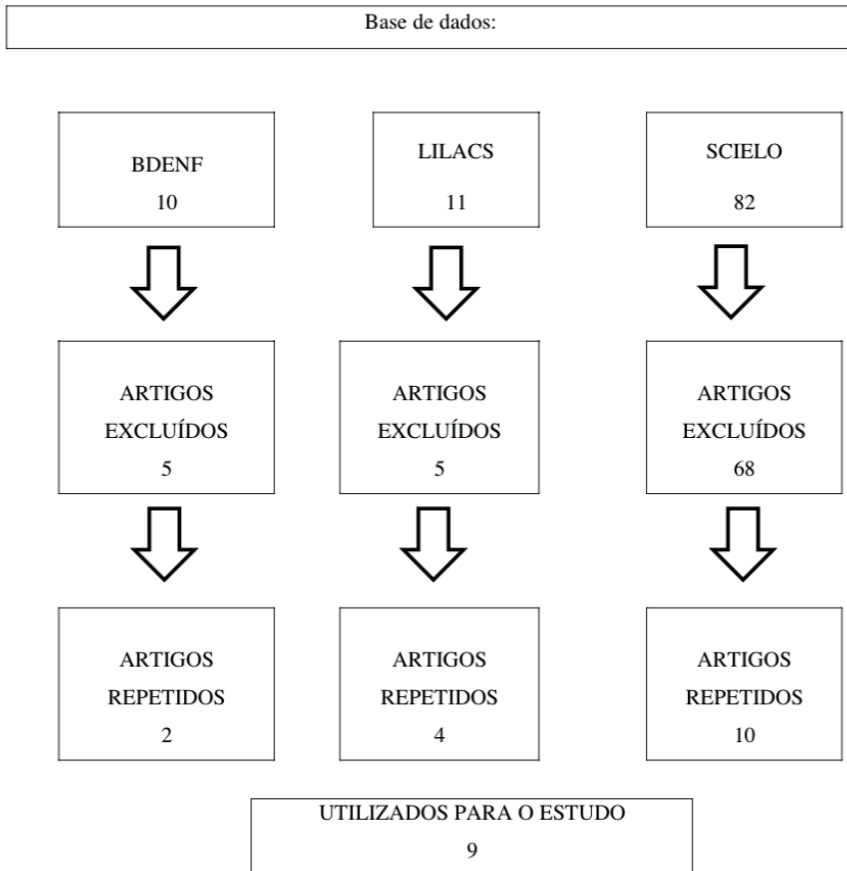 Base de dados:
BDENF
10
LILACS
11
SCIELO
82
ARTIGOS
EXCLUÍDOS
5
ARTIGOS
EXCLUÍDOS
5
ARTIGOS
EXCLUÍDOS
68
ARTIGOS
REPETIDOS
2
ARTIGOS
REPETIDOS
4
ARTIGOS
REPETIDOS
10
UTILIZADOS PARA O ESTUDO
9